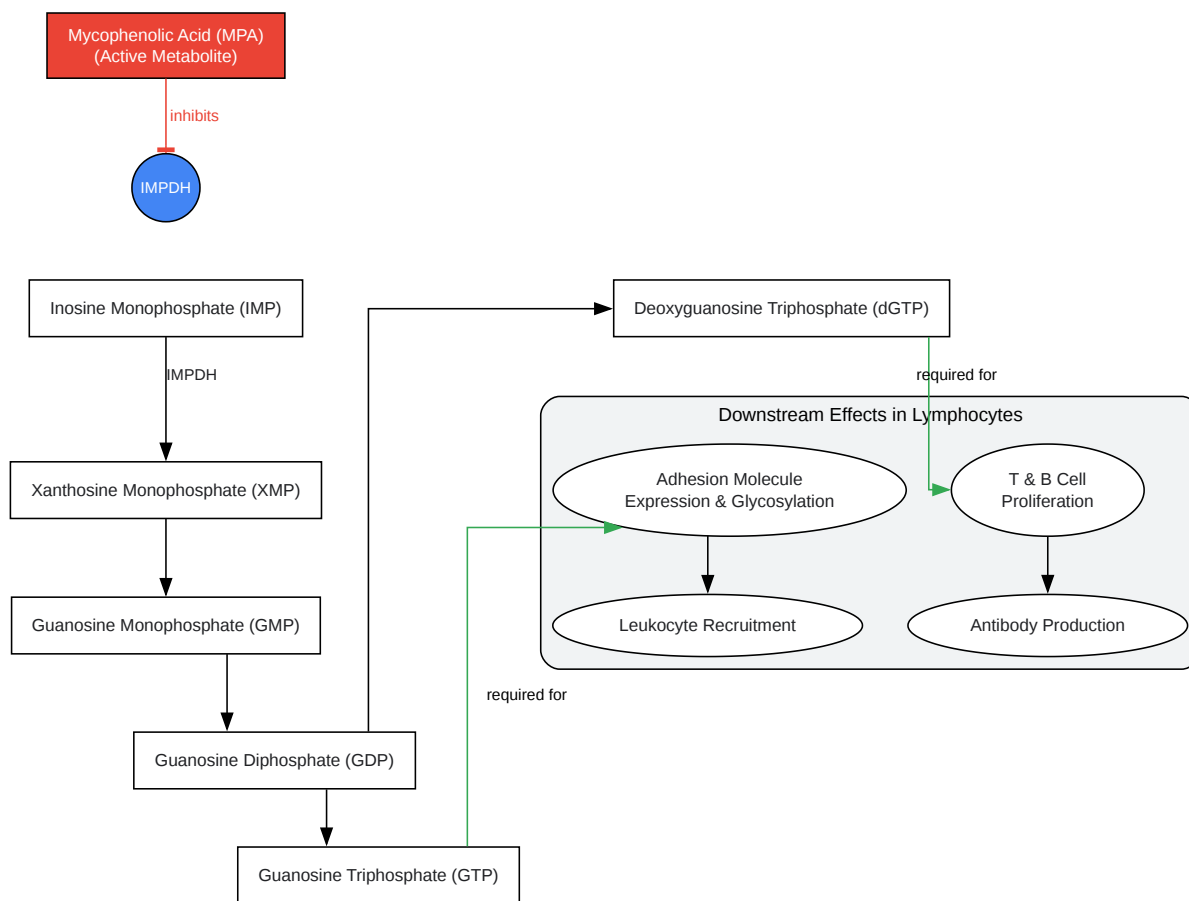 Mycophenolic Acid (MPA)
(Active Metabolite)
inhibits
IMPDH
Inosine Monophosphate (IMP)
Deoxyguanosine Triphosphate (dGTP)
IMPDH
required for
Downstream Effects in Lymphocytes
Adhesion Molecule
Expression & Glycosylation
T & B Cell
Proliferation
Xanthosine Monophosphate (XMP)
Guanosine Monophosphate (GMP)
Leukocyte Recruitment
Antibody Production
required for
Guanosine Diphosphate (GDP)
Guanosine Triphosphate (GTP)